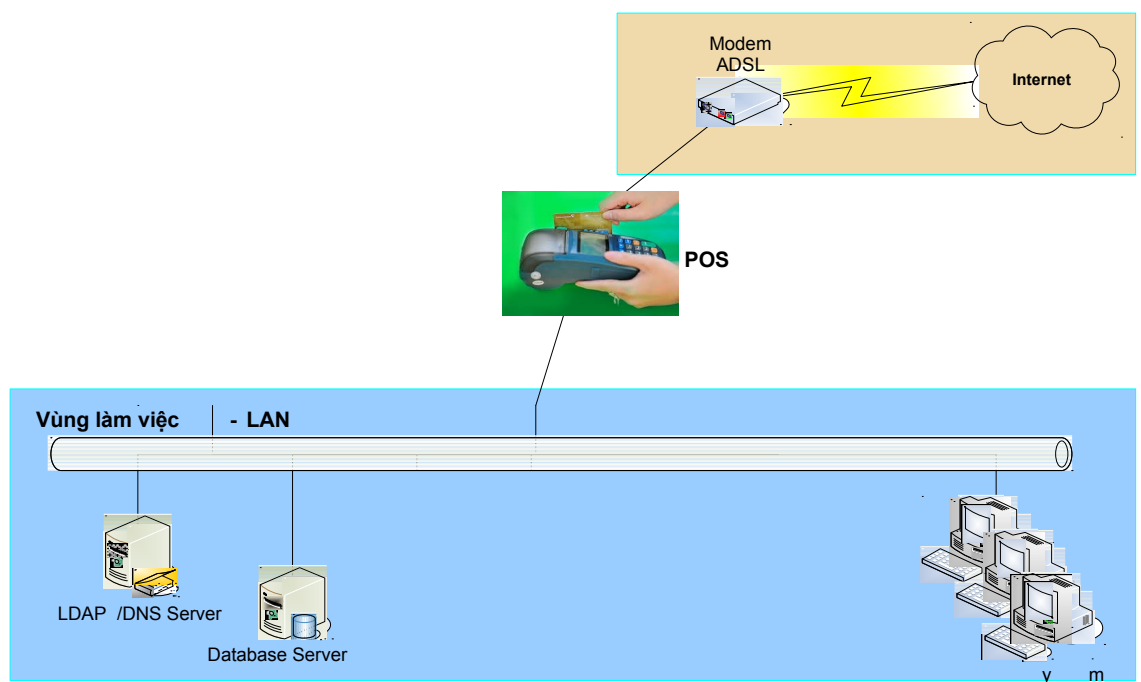 Modem
ADSL
Internet
POS
Vùng làm việc - LAN
LDAP /DNS Server
Database Server
y m